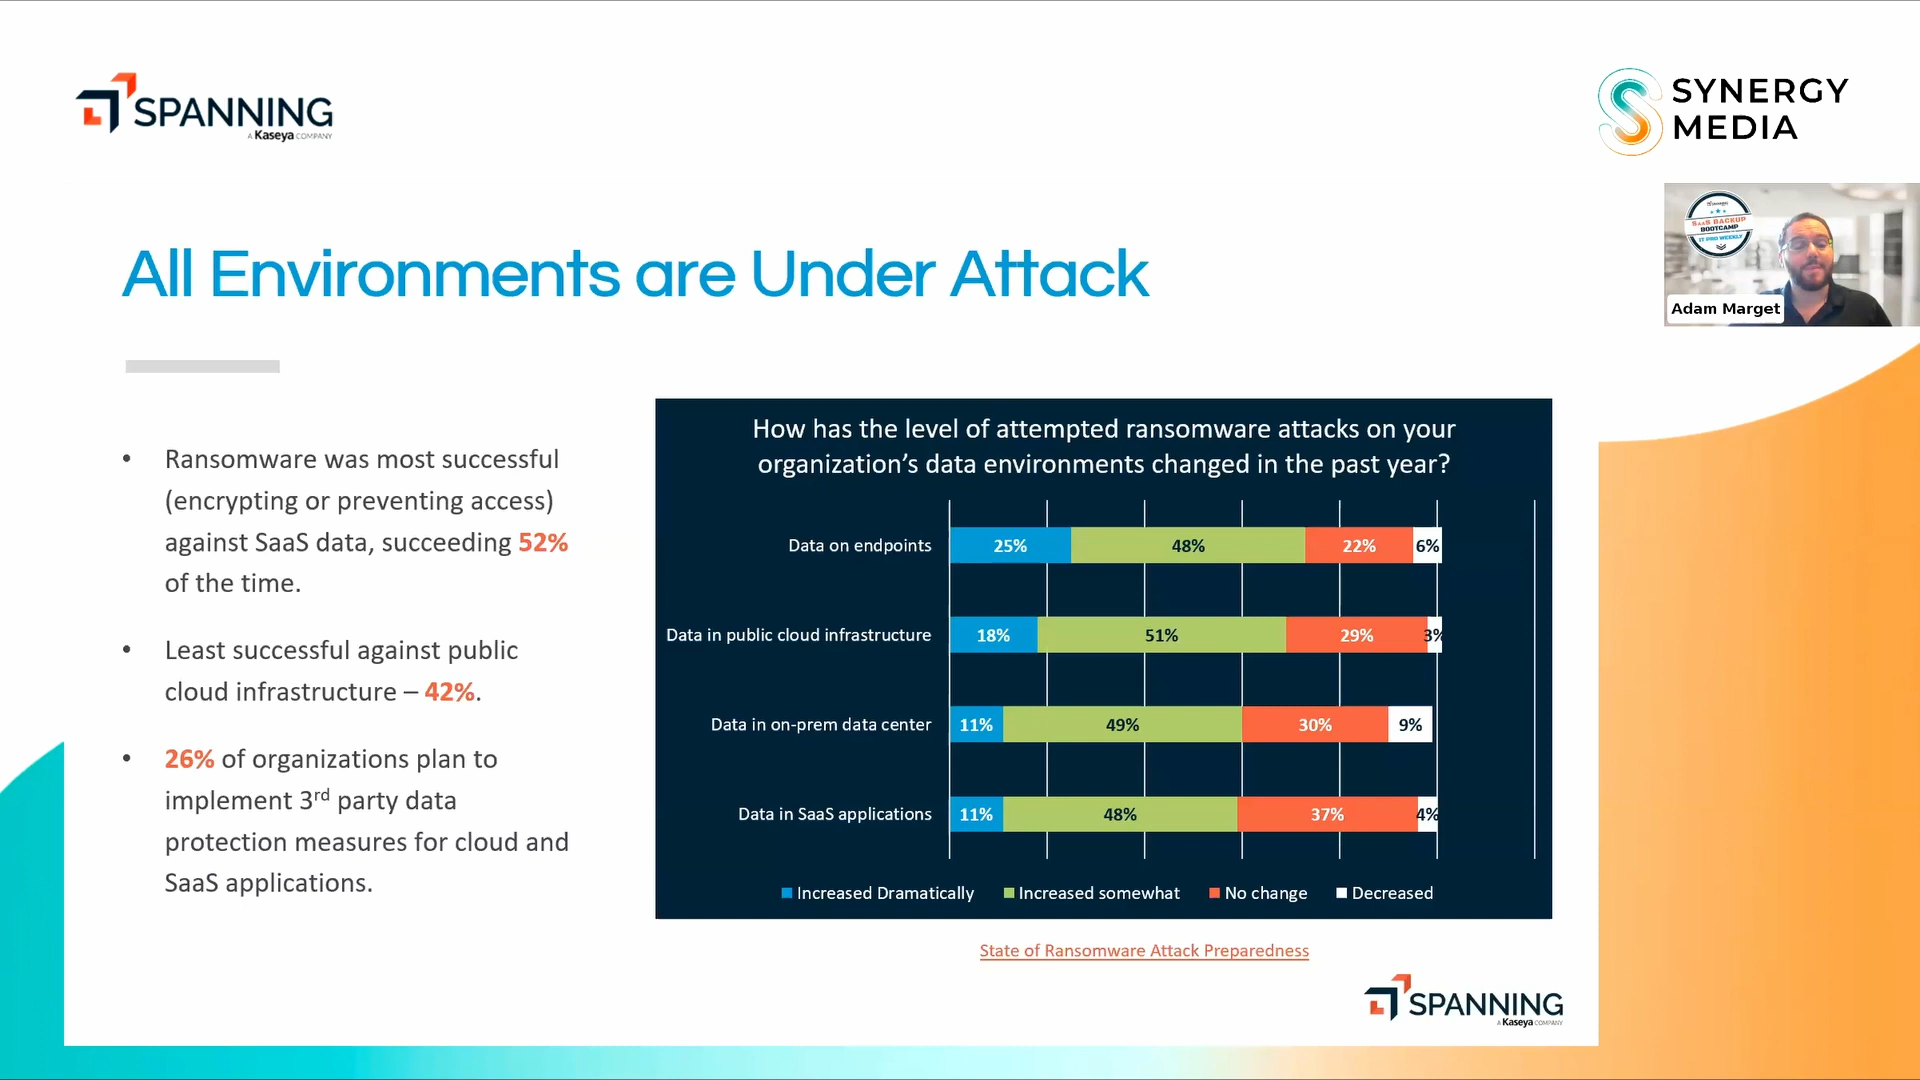 SPANNING
A Kaseya COMPANY
SYNERGY
MEDIA
SaaS BACKUP
BOOTCAMP
IT PRO WEEKLY
Adam Marget
All Environments are Under Attack
• Ransomware was most successful
(encrypting or preventing access)
against SaaS data, succeeding 52%
of the time.
• Least successful against public
cloud infrastructure – 42%.
• 26% of organizations plan to
implement 3rd party data
protection measures for cloud and
SaaS applications.
How has the level of attempted ransomware attacks on your
organization’s data environments changed in the past year?
Data on endpoints 25% 48% 22% 6%
Data in public cloud infrastructure 18% 51% 29% 3%
Data in on-prem data center 11% 49% 30% 9%
Data in SaaS applications 11% 48% 37% 4%
Increased Dramatically Increased somewhat No change Decreased
State of Ransomware Attack Preparedness
SPANNING
A Kaseya COMPANY